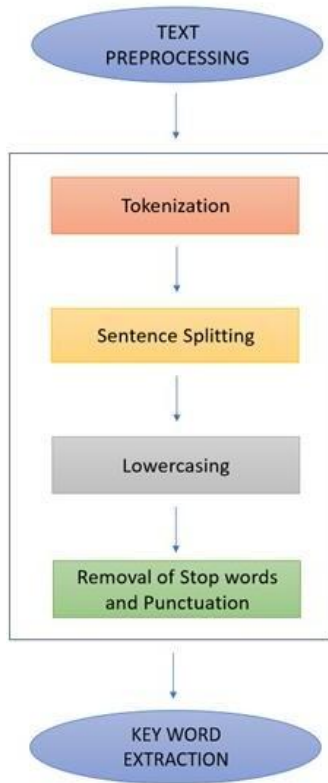 TEXT
PREPROCESSING
Tokenization
Sentence Splitting
Lowercasing
Removal of Stop words
and Punctuation
KEY WORD
EXTRACTION